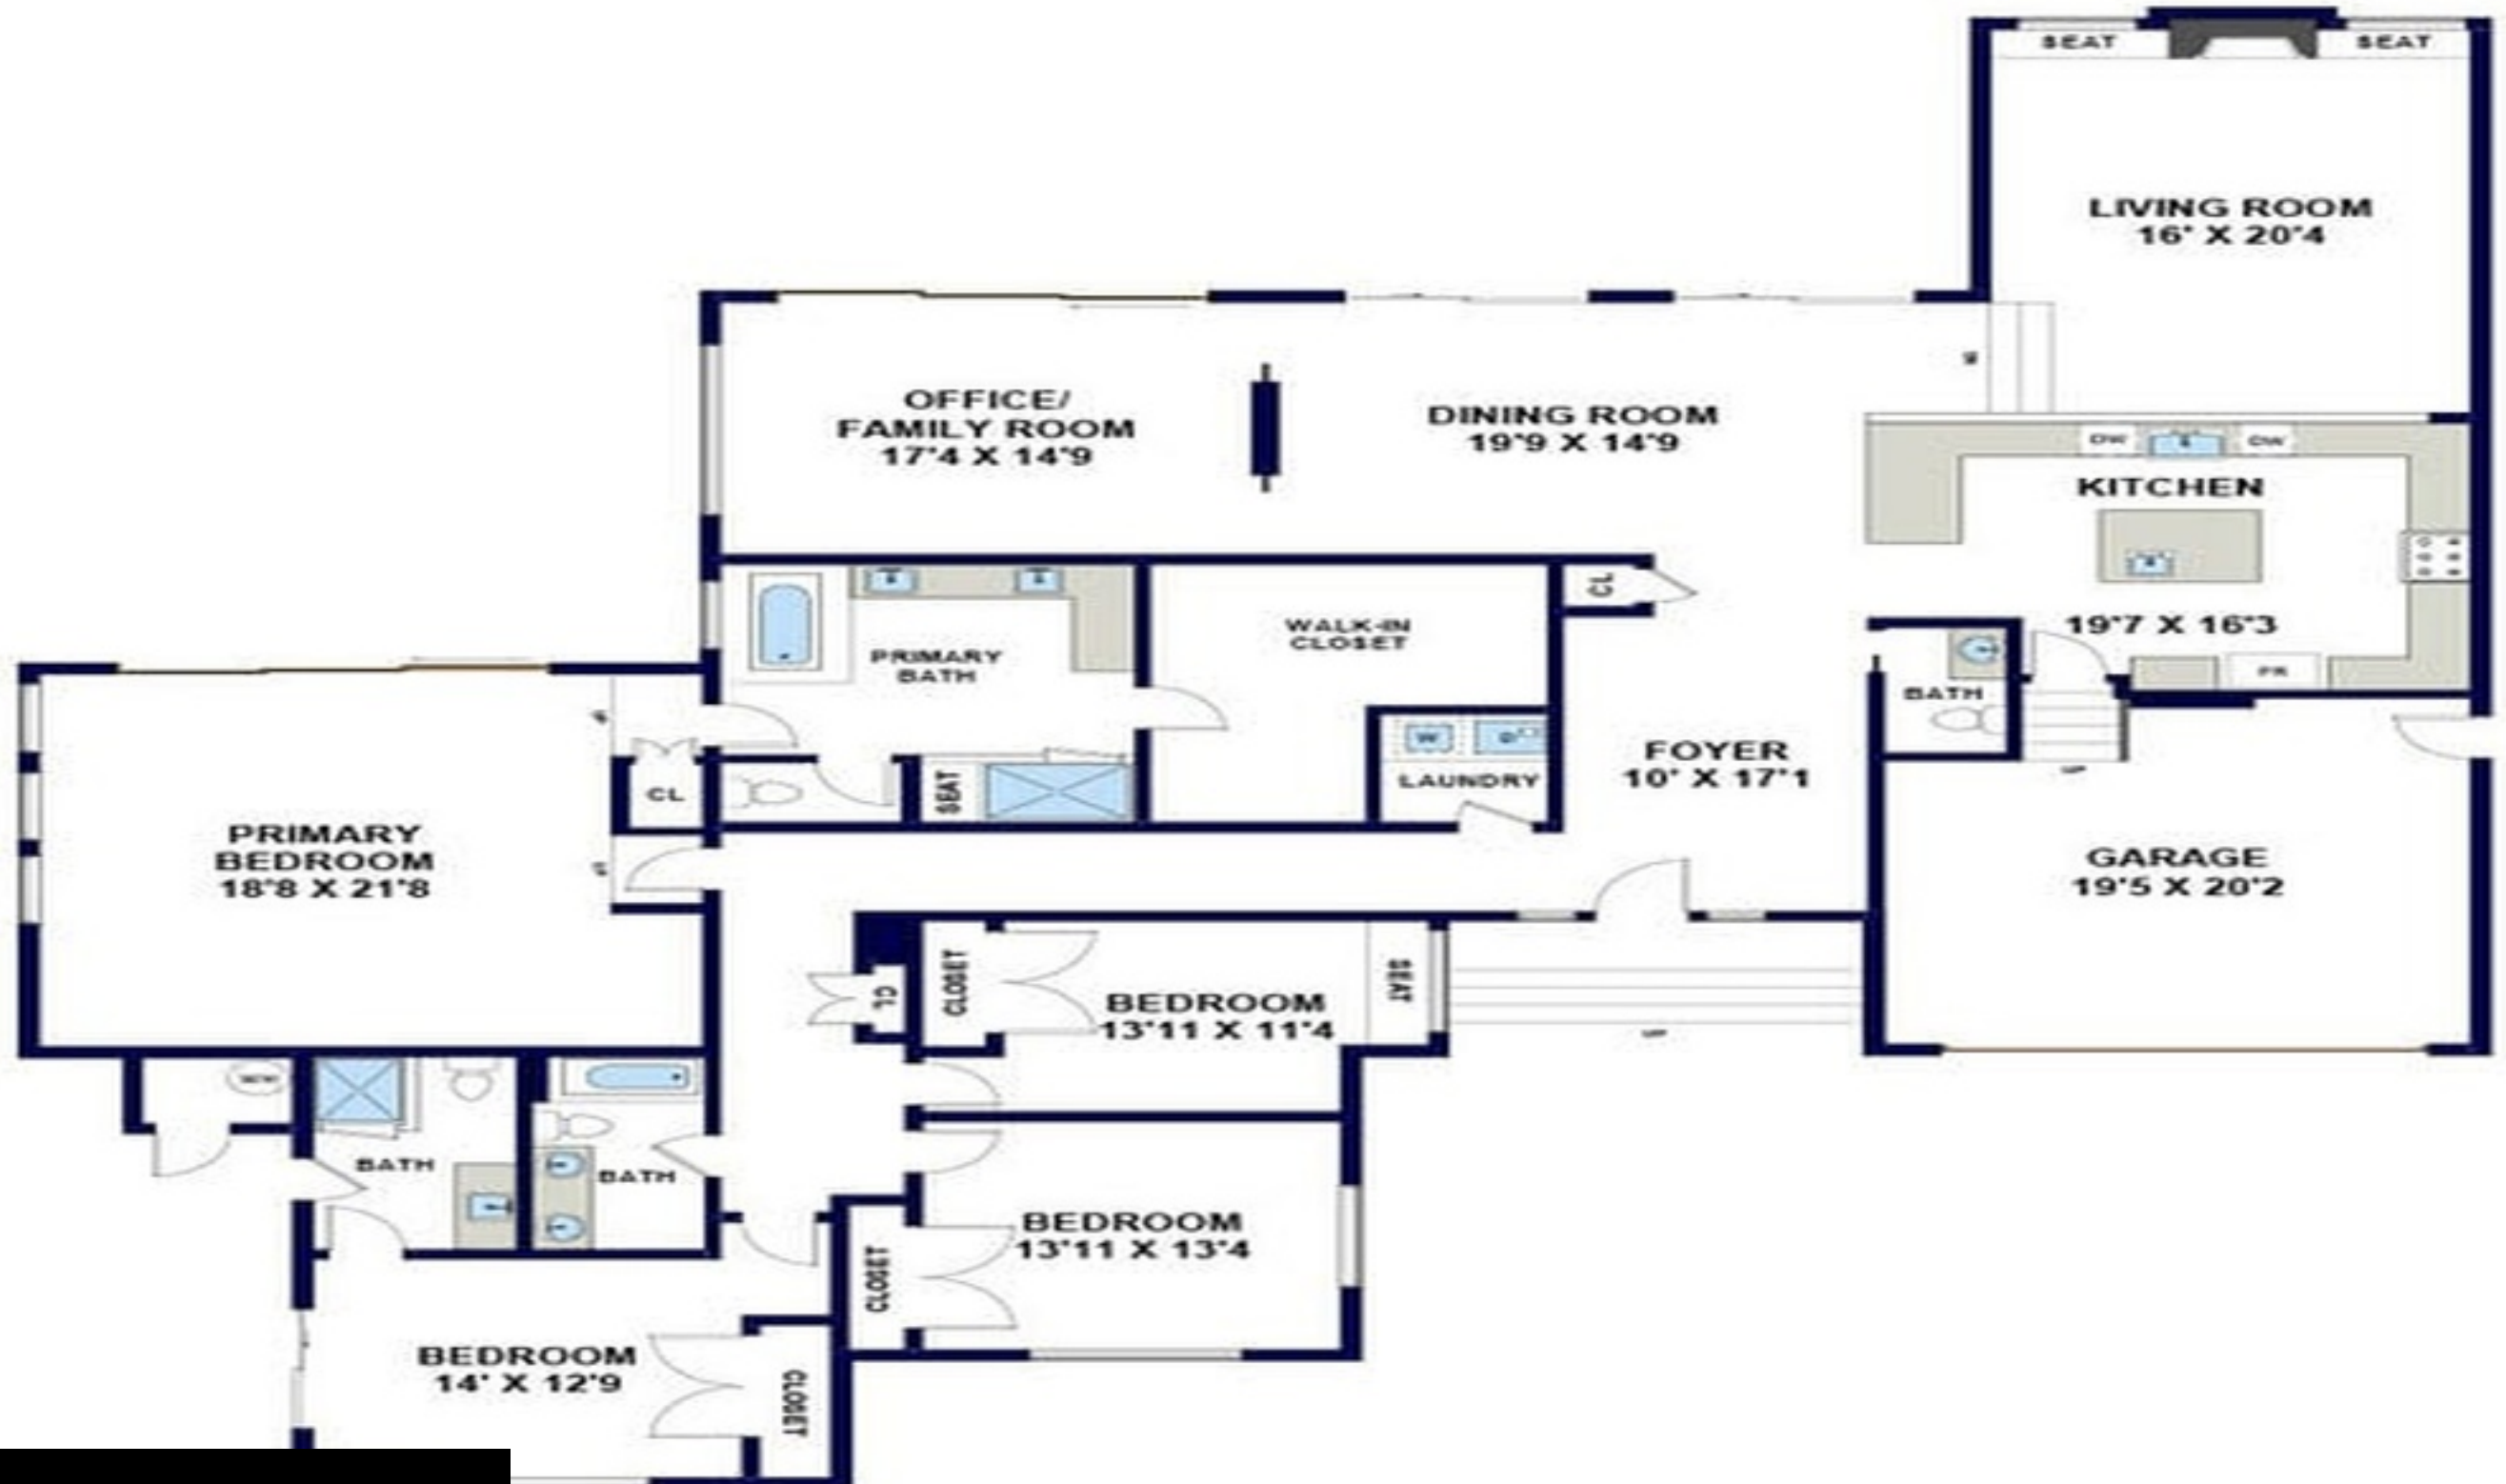 SEAT
SEAT
LIVING ROOM
16' X 20'4
OFFICE/
FAMILY ROOM
17'4 X 14'9
DINING ROOM
19'9 X 14'9
DW
DW
KITCHEN
19'7 X 16'3
CL
WALK-IN
CLOSET
PRIMARY
BATH
BATH
W
D
LAUNDRY
FOYER
10' X 17'1
CL
SEAT
PRIMARY
BEDROOM
18'8 X 21'8
GARAGE
19'5 X 20'2
CL
CLOSET
SEAT
BEDROOM
13'11 X 11'4
UP
BATH
BATH
BEDROOM
13'11 X 13'4
CLOSET
BEDROOM
14' X 12'9
CLOSET